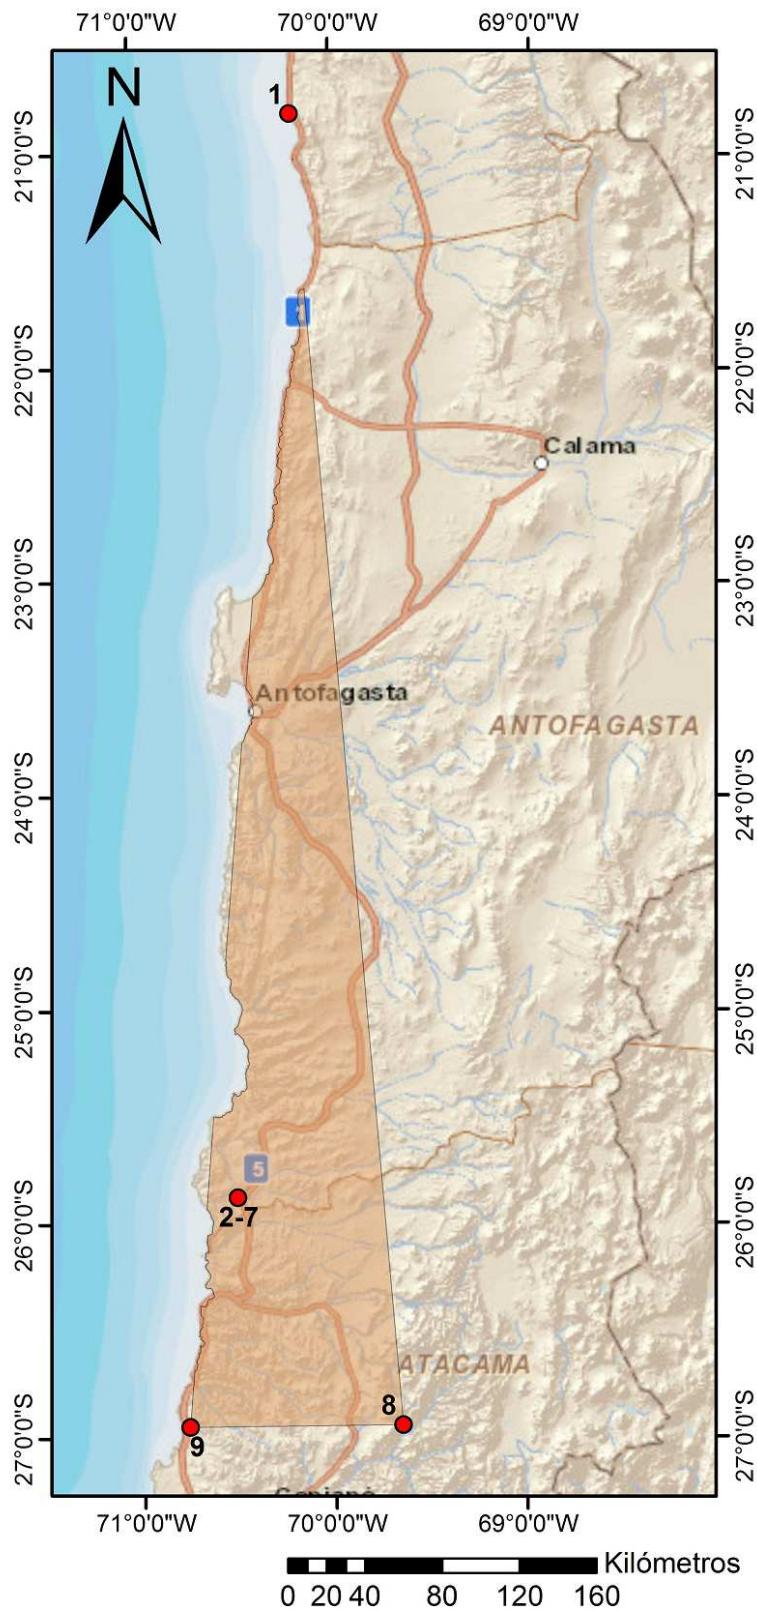 71°0'0"W 70°0'0"W 69°0'0"W
N
1
21°0'0"S 21°0'0"S
22°0'0"S 22°0'0"S
Calama
23°0'0"S 23°0'0"S
Antofagasta
ANTOFAGASTA
24°0'0"S 24°0'0"S
25°0'0"S 25°0'0"S
5
2-7
26°0'0"S 26°0'0"S
ATACAMA
8
9
27°0'0"S 27°0'0"S
71°0'0"W 70°0'0"W 69°0'0"W
Kilómetros
0 20 40 80 120 160